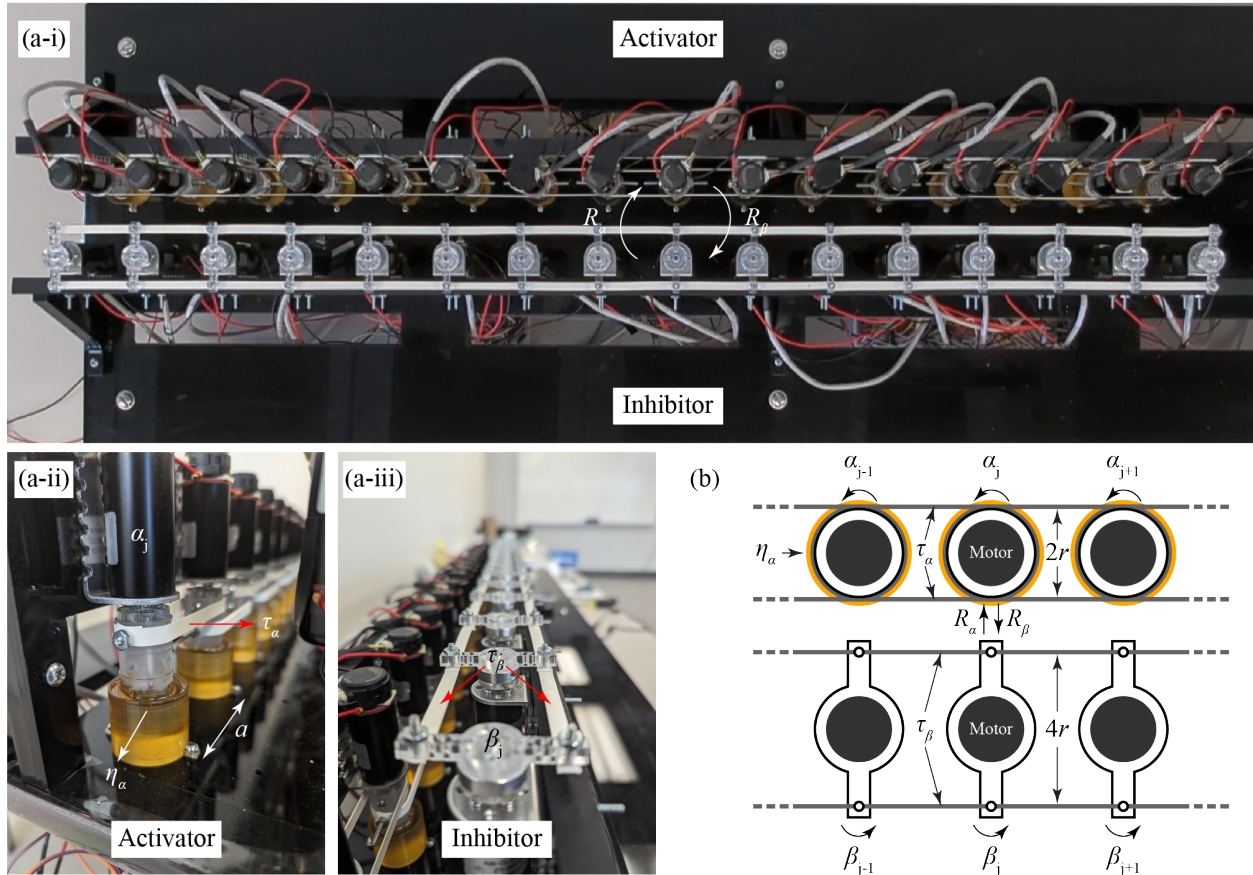 (a-i)
Activator
R_α
R_β
Inhibitor
(a-ii)
α_j
τ_α
a
η_α
Activator
(a-iii)
τ_β
β_j
Inhibitor
(b)
α_j-1 α_j α_j+1
η_α τ_α Motor 2r
R_α R_β
τ_β Motor 4r
β_j-1 β_j β_j+1